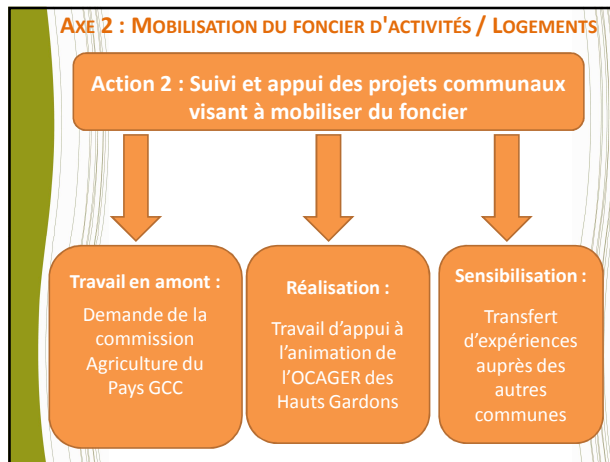 AXE 2 : MOBILISATION DU FONCIER D'ACTIVITÉS / LOGEMENTS
Action 2 : Suivi et appui des projets communaux
visant à mobiliser du foncier
Travail en amont :
Demande de la
commission
Agriculture du
Pays GCC
Réalisation :
Travail d'appui à
l'animation de
l'OCAGER des
Hauts Gardons
Sensibilisation :
Transfert
d'expériences
auprès des
autres
communes